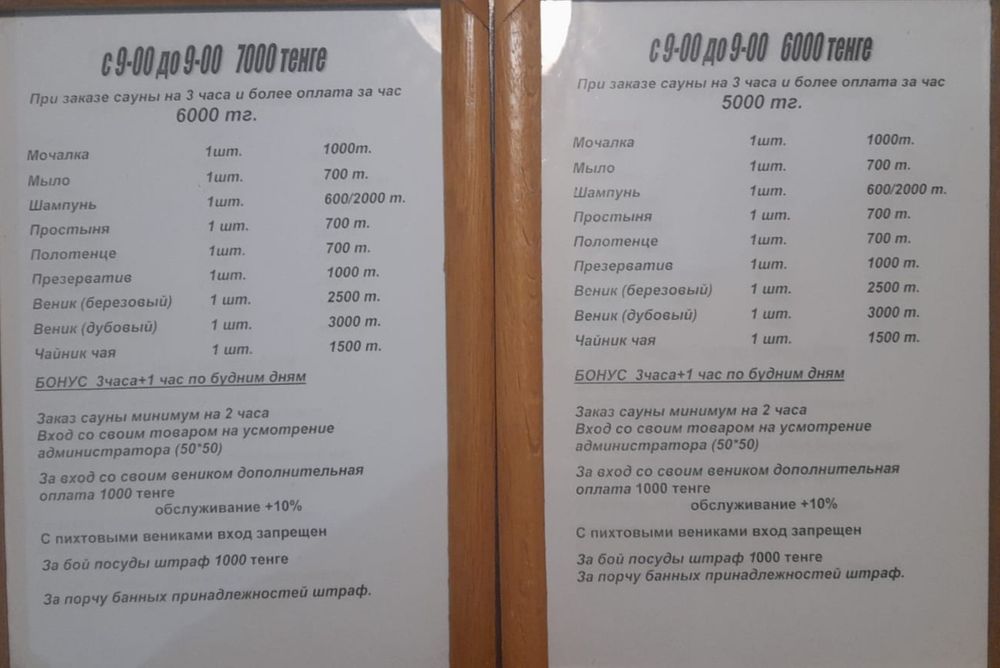 с 9-00 до 9-00 7000 тенге
При заказе сауны на 3 часа и более оплата за час
6000 тг.
Мочалка 1шт. 1000т.
Мыло 1шт. 700 т.
Шампунь 1шт. 600/2000 т.
Простыня 1 шт. 700 т.
Полотенце 1шт. 700 т.
Презерватив 1шт. 1000 т.
Веник (березовый) 1 шт. 2500 т.
Веник (дубовый) 1 шт. 3000 т.
Чайник чая 1 шт. 1500 т.
БОНУС 3часа+1 час по будним дням
Заказ сауны минимум на 2 часа
Вход со своим товаром на усмотрение
администратора (50*50)
За вход со своим веником дополнительная
оплата 1000 тенге
обслуживание +10%
С пихтовыми вениками вход запрещен
За бой посуды штраф 1000 тенге
За порчу банных принадлежностей штраф.
с 9-00 до 9-00 6000 тенге
При заказе сауны на 3 часа и более оплата за час
5000 тг.
Мочалка 1шт. 1000т.
Мыло 1шт. 700 т.
Шампунь 1шт. 600/2000 т.
Простыня 1 шт. 700 т.
Полотенце 1шт. 700 т.
Презерватив 1шт. 1000 т.
Веник (березовый) 1 шт. 2500 т.
Веник (дубовый) 1 шт. 3000 т.
Чайник чая 1 шт. 1500 т.
БОНУС 3часа+1 час по будним дням
Заказ сауны минимум на 2 часа
Вход со своим товаром на усмотрение
администратора (50*50)
За вход со своим веником дополнительная
оплата 1000 тенге
обслуживание +10%
С пихтовыми вениками вход запрещен
За бой посуды штраф 1000 тенге
За порчу банных принадлежностей штраф.